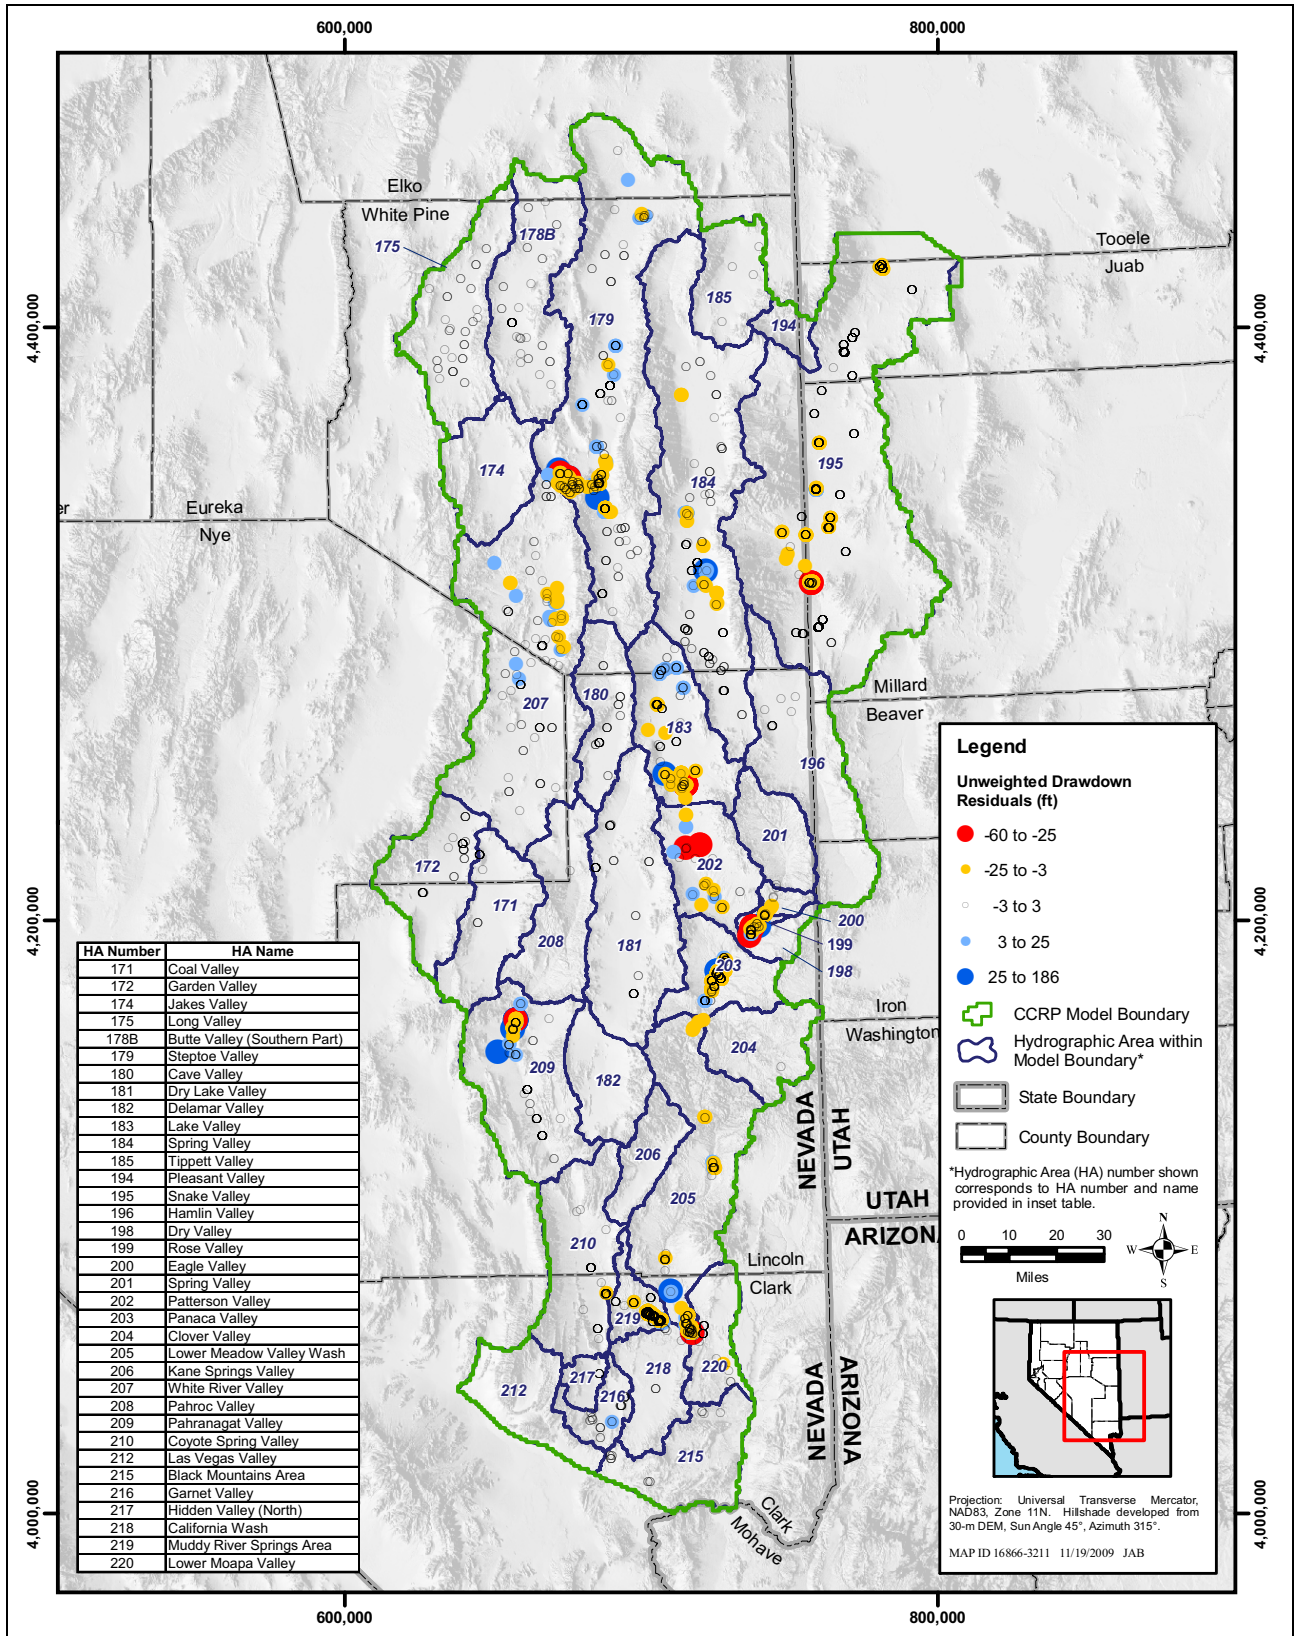 600,000
800,000
Elko
White Pine
175
178B
Tooele
Juab
185
179
194
4,400,000
4,400,000
174
184
195
Eureka
Nye
er
207
180
183
Millard
Beaver
196
201
202
172
171
208
181
200
199
198
203
4,200,000
4,200,000
Iron
Washington
204
209
182
206
205
NEVADA
UTAH
UTAH
ARIZON
210
Lincoln
Clark
219
218
220
217
216
212
215
NEVADA
ARIZONA
Clark
Mohave
4,000,000
4,000,000
600,000
800,000
HA Number HA Name
171 Coal Valley
172 Garden Valley
174 Jakes Valley
175 Long Valley
178B Butte Valley (Southern Part)
179 Steptoe Valley
180 Cave Valley
181 Dry Lake Valley
182 Delamar Valley
183 Lake Valley
184 Spring Valley
185 Tippett Valley
194 Pleasant Valley
195 Snake Valley
196 Hamlin Valley
198 Dry Valley
199 Rose Valley
200 Eagle Valley
201 Spring Valley
202 Patterson Valley
203 Panaca Valley
204 Clover Valley
205 Lower Meadow Valley Wash
206 Kane Springs Valley
207 White River Valley
208 Pahroc Valley
209 Pahranagat Valley
210 Coyote Spring Valley
212 Las Vegas Valley
215 Black Mountains Area
216 Garnet Valley
217 Hidden Valley (North)
218 California Wash
219 Muddy River Springs Area
220 Lower Moapa Valley
Legend
Unweighted Drawdown
Residuals (ft)
-60 to -25
-25 to -3
-3 to 3
3 to 25
25 to 186
CCRP Model Boundary
Hydrographic Area within
Model Boundary*
State Boundary
County Boundary
*Hydrographic Area (HA) number shown
corresponds to HA number and name
provided in inset table.
0 10 20 30
Miles
N
W E
S
Projection: Universal Transverse Mercator,
NAD83, Zone 11N. Hillshade developed from
30-m DEM, Sun Angle 45°, Azimuth 315°.
MAP ID 16866-3211 11/19/2009 JAB